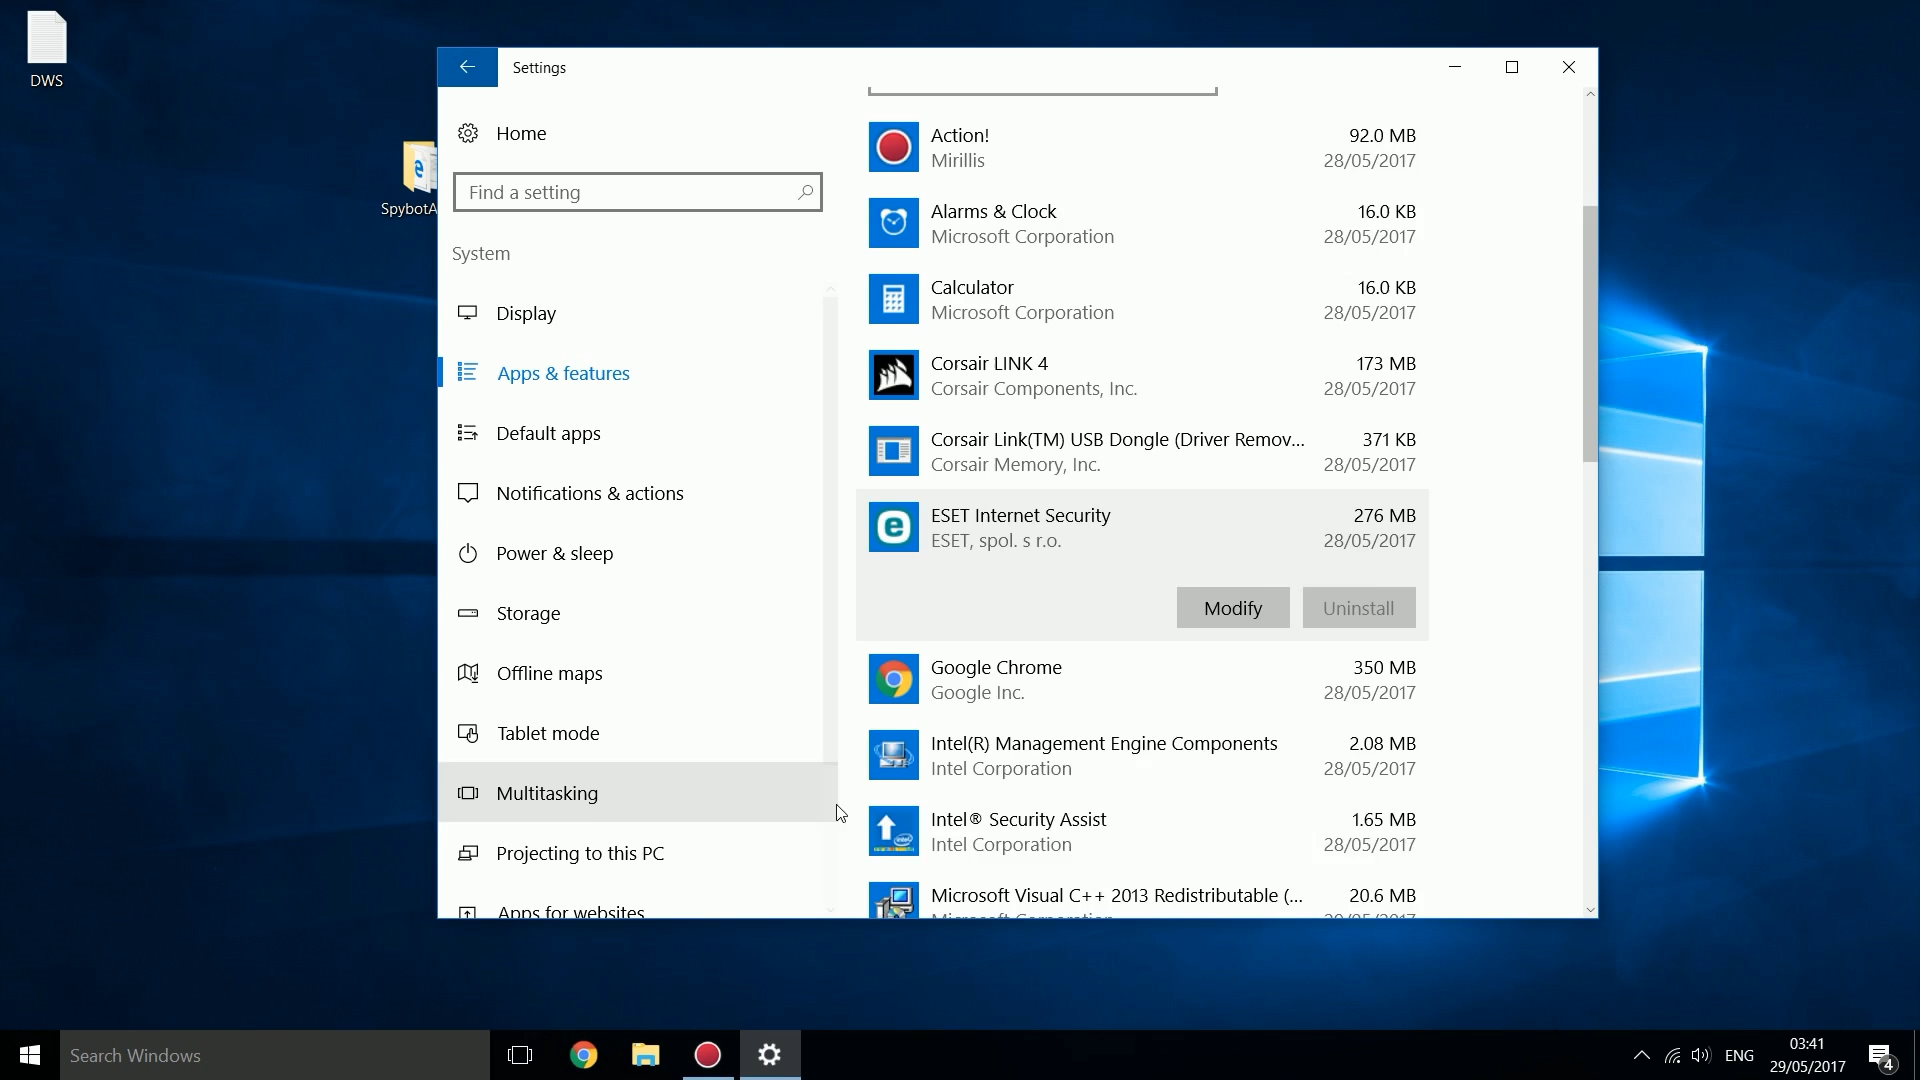 DWS
SpybotA
Settings
Home
Find a setting
System
Display
Apps & features
Default apps
Notifications & actions
Power & sleep
Storage
Offline maps
Tablet mode
Multitasking
Projecting to this PC
Apps for websites
Action! 92.0 MB
Mirillis 28/05/2017
Alarms & Clock 16.0 KB
Microsoft Corporation 28/05/2017
Calculator 16.0 KB
Microsoft Corporation 28/05/2017
Corsair LINK 4 173 MB
Corsair Components, Inc. 28/05/2017
Corsair Link(TM) USB Dongle (Driver Remov... 371 KB
Corsair Memory, Inc. 28/05/2017
ESET Internet Security 276 MB
ESET, spol. s r.o. 28/05/2017
Modify Uninstall
Google Chrome 350 MB
Google Inc. 28/05/2017
Intel(R) Management Engine Components 2.08 MB
Intel Corporation 28/05/2017
Intel® Security Assist 1.65 MB
Intel Corporation 28/05/2017
Microsoft Visual C++ 2013 Redistributable (... 20.6 MB
Microsoft Corporation
Search Windows
ENG
03:41
29/05/2017
4